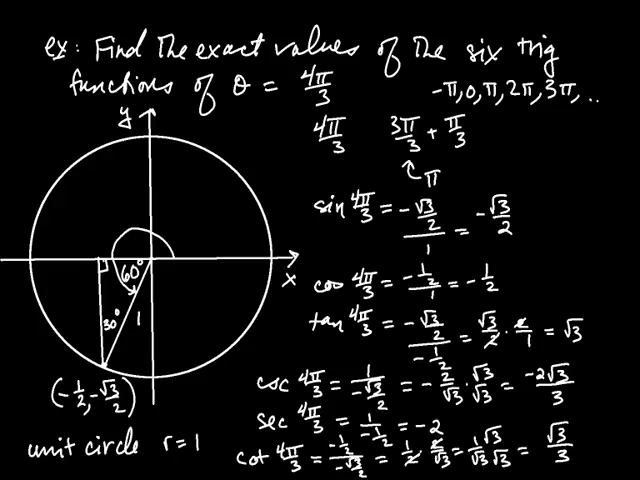 ex: Find the exact values of the six trig
functions of θ = 4π/3
-π, 0, π, 2π, 3π, ..
4π/3 3π/3 + π/3
π
y
x
60°
30°
1
(-1/2, -√3/2)
unit circle r = 1
sin 4π/3 = (-√3/2)/1 = -√3/2
cos 4π/3 = (-1/2)/1 = -1/2
tan 4π/3 = (-√3/2)/(-1/2) = √3/2 · 2/1 = √3
csc 4π/3 = 1/(-√3/2) = -2/√3 · √3/√3 = -2√3/3
sec 4π/3 = 1/(-1/2) = -2
cot 4π/3 = (-1/2)/(-√3/2) = 1/2 · 2/√3 = 1/√3 √3/√3 = √3/3